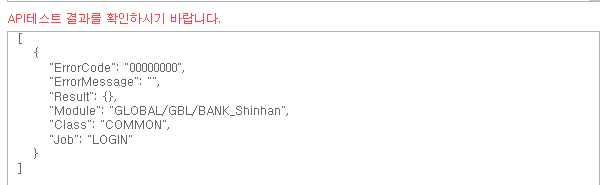 API테스트 결과를 확인하시기 바랍니다.
[
{
"ErrorCode": "00000000",
"ErrorMessage": "",
"Result": {},
"Module": "GLOBAL/GBL/BANK_Shinhan",
"Class": "COMMON",
"Job": "LOGIN"
}
]